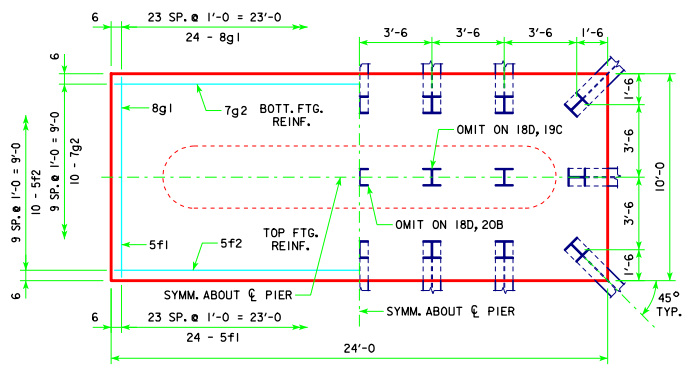 6 23 SP. @ 1'-0 = 23'-0
24 - 8g1
3'-6 3'-6 3'-6 1'-6
6
8g1
7g2
BOTT. FTG.
REINF.
1'-6
OMIT ON 18D, 19C
3'-6
10'-0
9 SP. @ 1'-0 = 9'-0
10 - 5f2
9 SP. @ 1'-0 = 9'-0
10 - 7g2
OMIT ON 18D, 20B
TOP FTG.
REINF.
3'-6
5f1
5f2
1'-6
6
SYMM. ABOUT ℄ PIER
SYMM. ABOUT ℄ PIER
45°
TYP.
6 23 SP. @ 1'-0 = 23'-0
24 - 5f1
24'-0